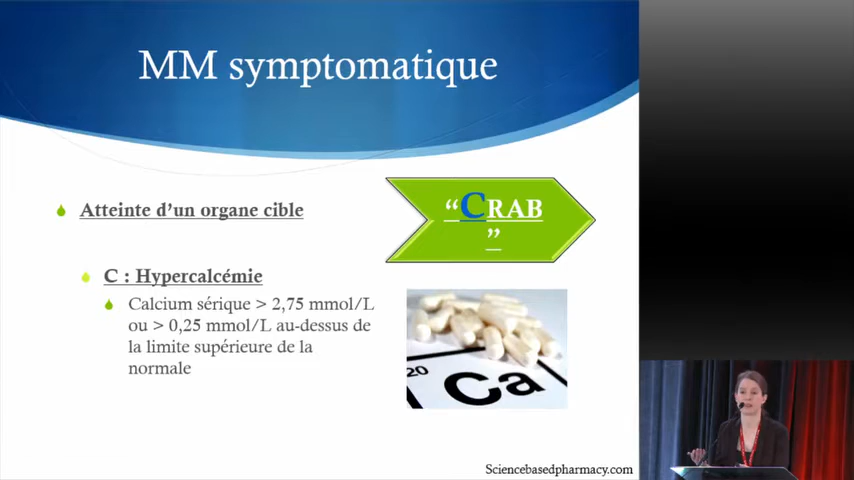 MM symptomatique
Atteinte d’un organe cible
“CRAB
”
C : Hypercalcémie
Calcium sérique > 2,75 mmol/L
ou > 0,25 mmol/L au-dessus de
la limite supérieure de la
normale
20
Ca
Sciencebasedpharmacy.com